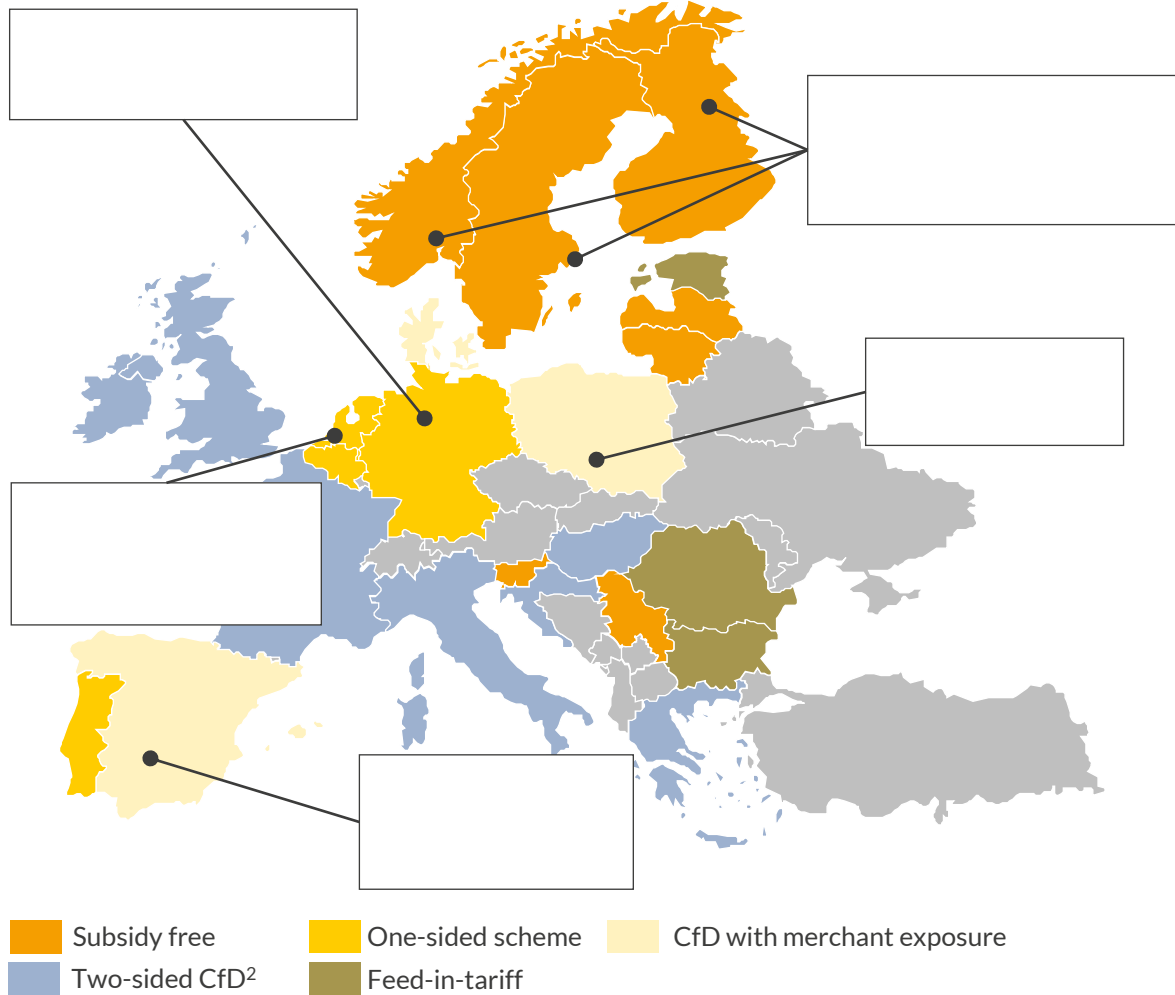 Subsidy free
One-sided scheme
CfD with merchant exposure
Two-sided CfD²
Feed-in-tariff